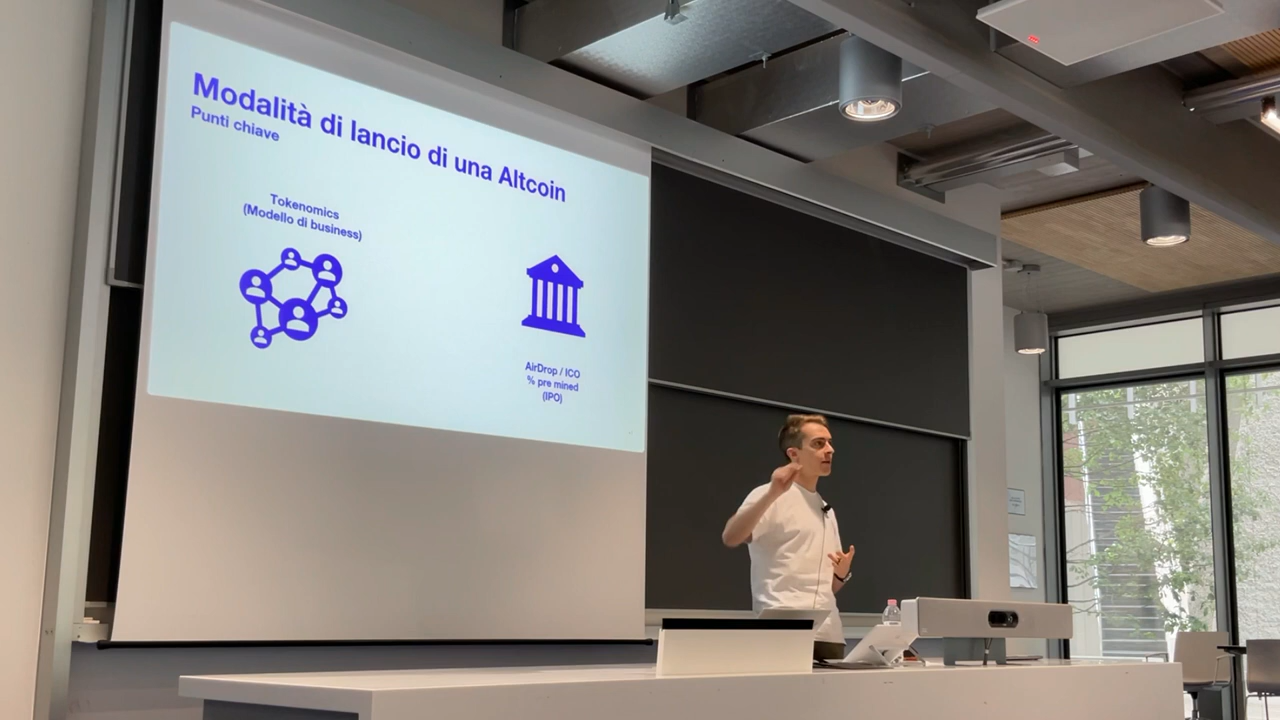 Modalità di lancio di una Altcoin
Punti chiave
Tokenomics
(Modello di business)
AirDrop / ICO
% pre mined
(IPO)